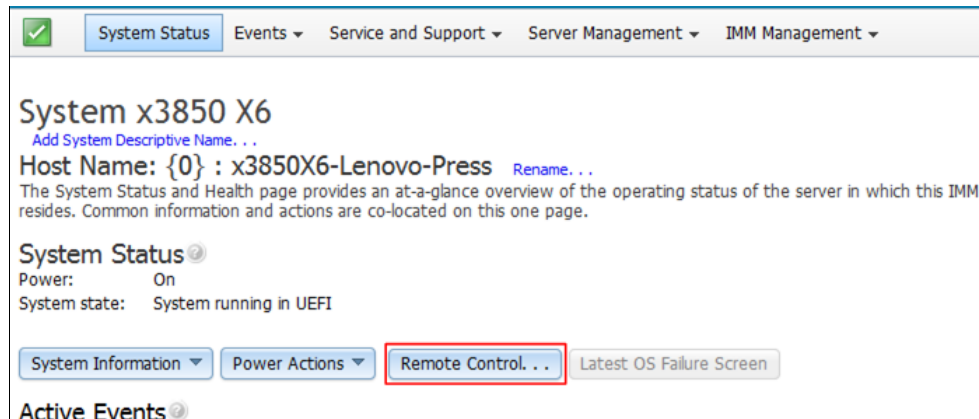 System Status Events Service and Support Server Management IMM Management
System x3850 X6
Add System Descriptive Name. . .
Host Name: {0} : x3850X6-Lenovo-Press Rename. . .
The System Status and Health page provides an at-a-glance overview of the operating status of the server in which this IMM
resides. Common information and actions are co-located on this one page.
System Status
Power: On
System state: System running in UEFI
System Information Power Actions Remote Control. . . Latest OS Failure Screen
Active Events